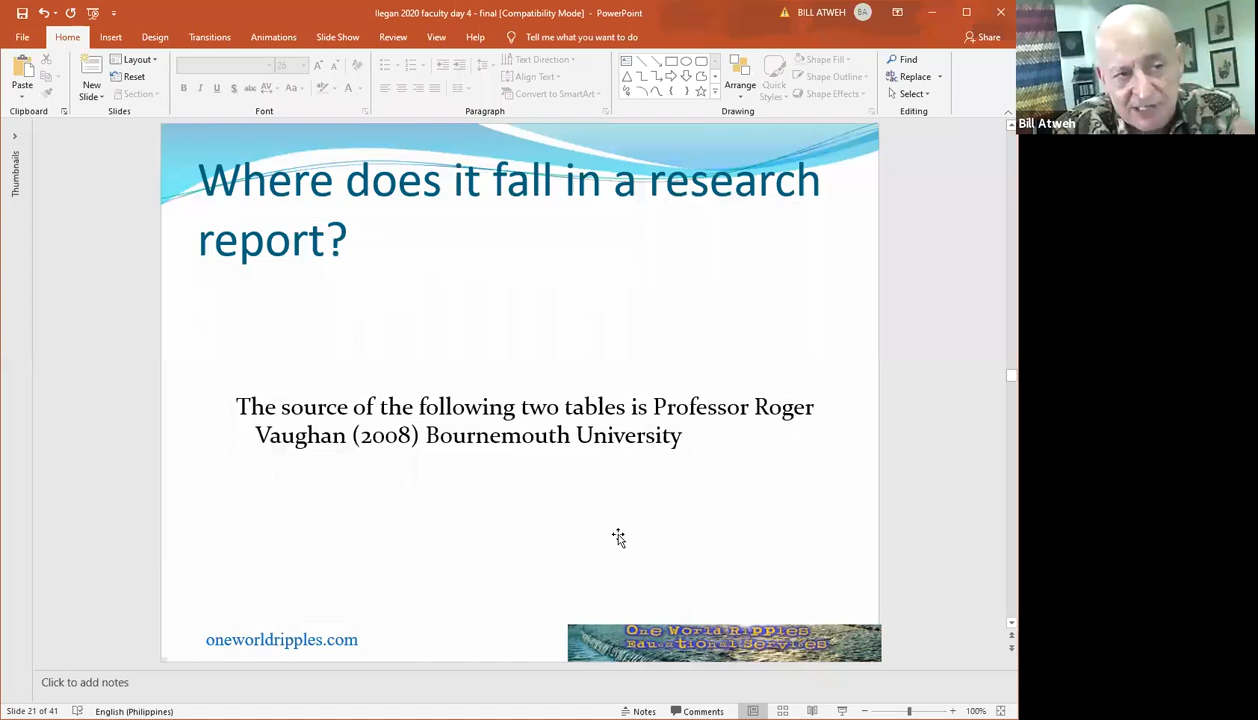 Ilegan 2020 faculty day 4 - final [Compatibility Mode] - PowerPoint
BILL ATWEH
BA
File
Home
Insert
Design
Transitions
Animations
Slide Show
Review
View
Help
Tell me what you want to do
Share
Paste
Clipboard
New
Slide
Layout
Reset
Section
Slides
26
B I U S ab AV Aa A
Font
Text Direction
Align Text
Convert to SmartArt
Paragraph
Arrange
Quick
Styles
Shape Fill
Shape Outline
Shape Effects
Drawing
Find
Replace
Select
Editing
Bill Atweh
Thumbnails
Where does it fall in a research
report?
The source of the following two tables is Professor Roger
Vaughan (2008) Bournemouth University
oneworldripples.com
One World Ripples
Educational Services
Click to add notes
Slide 21 of 41
English (Philippines)
Notes
Comments
100%